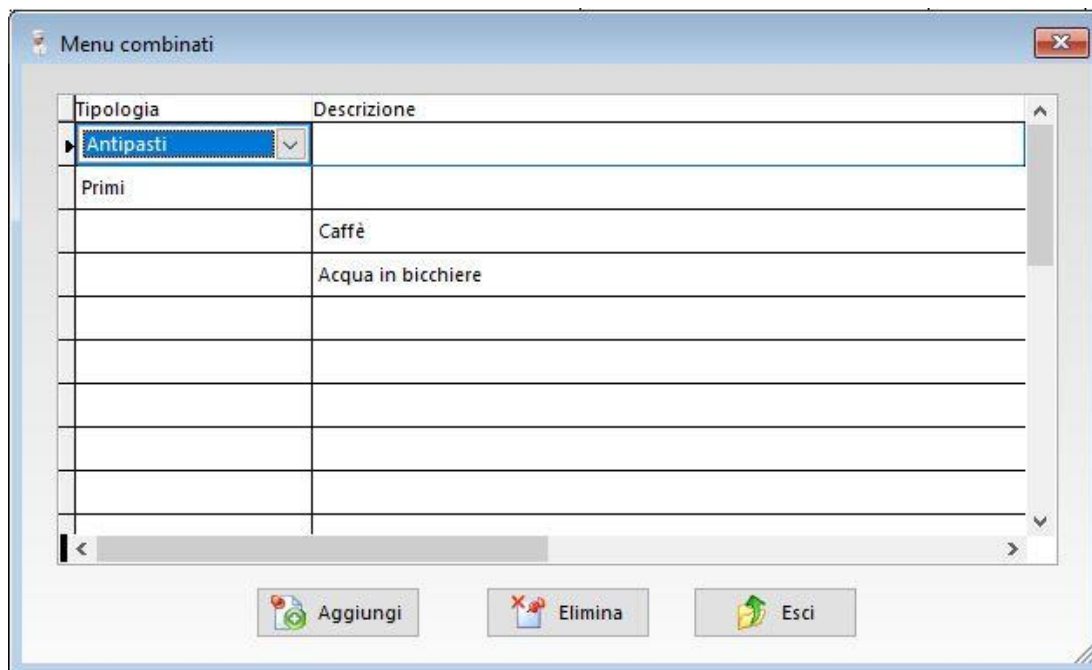 Menu combinati
Tipologia Descrizione
Antipasti
Primi
Caffè
Acqua in bicchiere
Aggiungi Elimina Esci